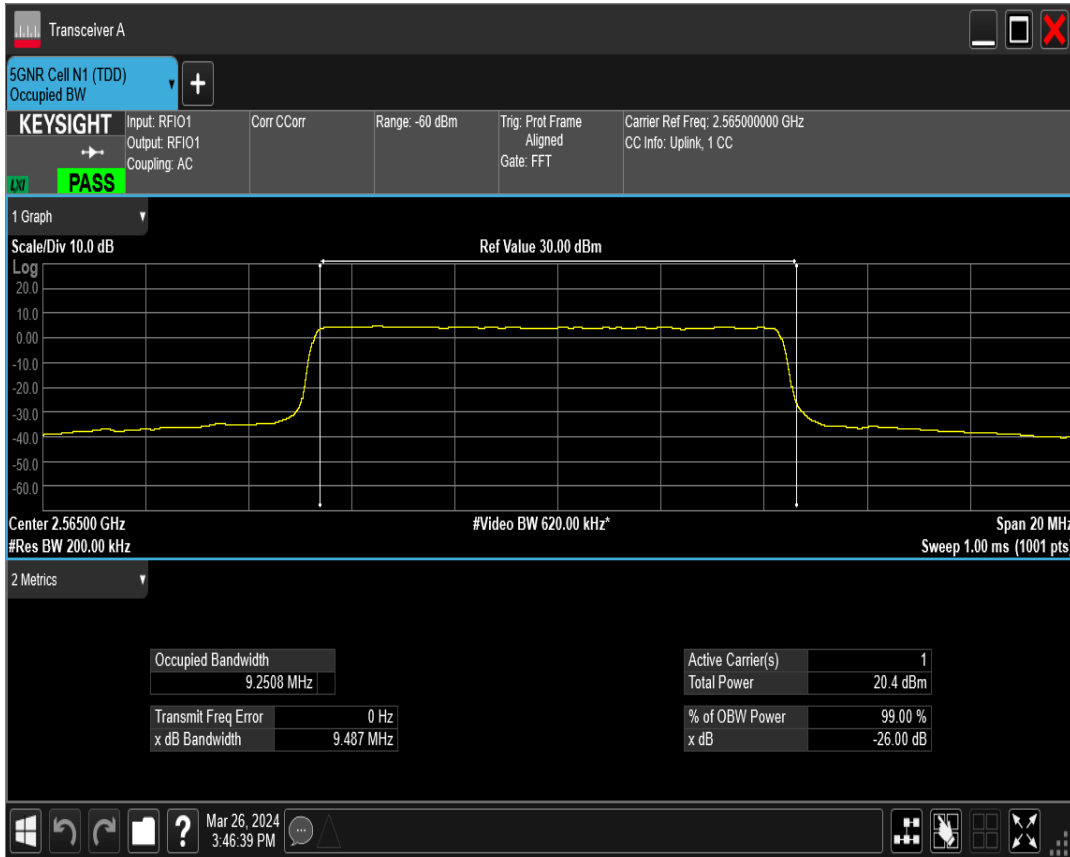 Transceiver A
5GNR Cell N1 (TDD)
Occupied BW
+
KEYSIGHT
LXI
PASS
Input: RFIO1
Output: RFIO1
Coupling: AC
Corr CCorr
Range: -60 dBm
Trig: Prot Frame
Aligned
Gate: FFT
Carrier Ref Freq: 2.565000000 GHz
CC Info: Uplink, 1 CC
1 Graph
Scale/Div 10.0 dB
Ref Value 30.00 dBm
Log
20.0
10.0
0.00
-10.0
-20.0
-30.0
-40.0
-50.0
-60.0
Center 2.56500 GHz
#Video BW 620.00 kHz*
Span 20 MHz
#Res BW 200.00 kHz
Sweep 1.00 ms (1001 pts)
2 Metrics
Occupied Bandwidth
9.2508 MHz
Transmit Freq Error 0 Hz
x dB Bandwidth 9.487 MHz
Active Carrier(s) 1
Total Power 20.4 dBm
% of OBW Power 99.00 %
x dB -26.00 dB
?
Mar 26, 2024
3:46:39 PM